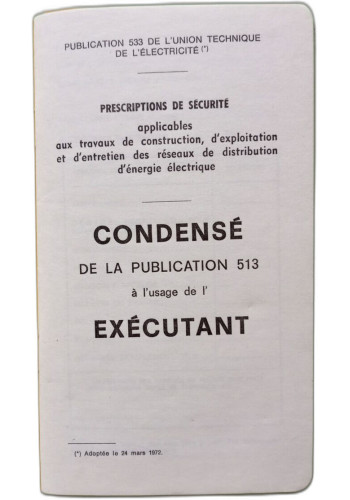 PUBLICATION 533 DE L'UNION TECHNIQUE
DE L'ÉLECTRICITÉ (*)
PRESCRIPTIONS DE SÉCURITÉ
applicables
aux travaux de construction, d'exploitation
et d'entretien des réseaux de distribution
d'énergie électrique
CONDENSÉ
DE LA PUBLICATION 513
à l'usage de l'
EXÉCUTANT
(*) Adoptée le 24 mars 1972.